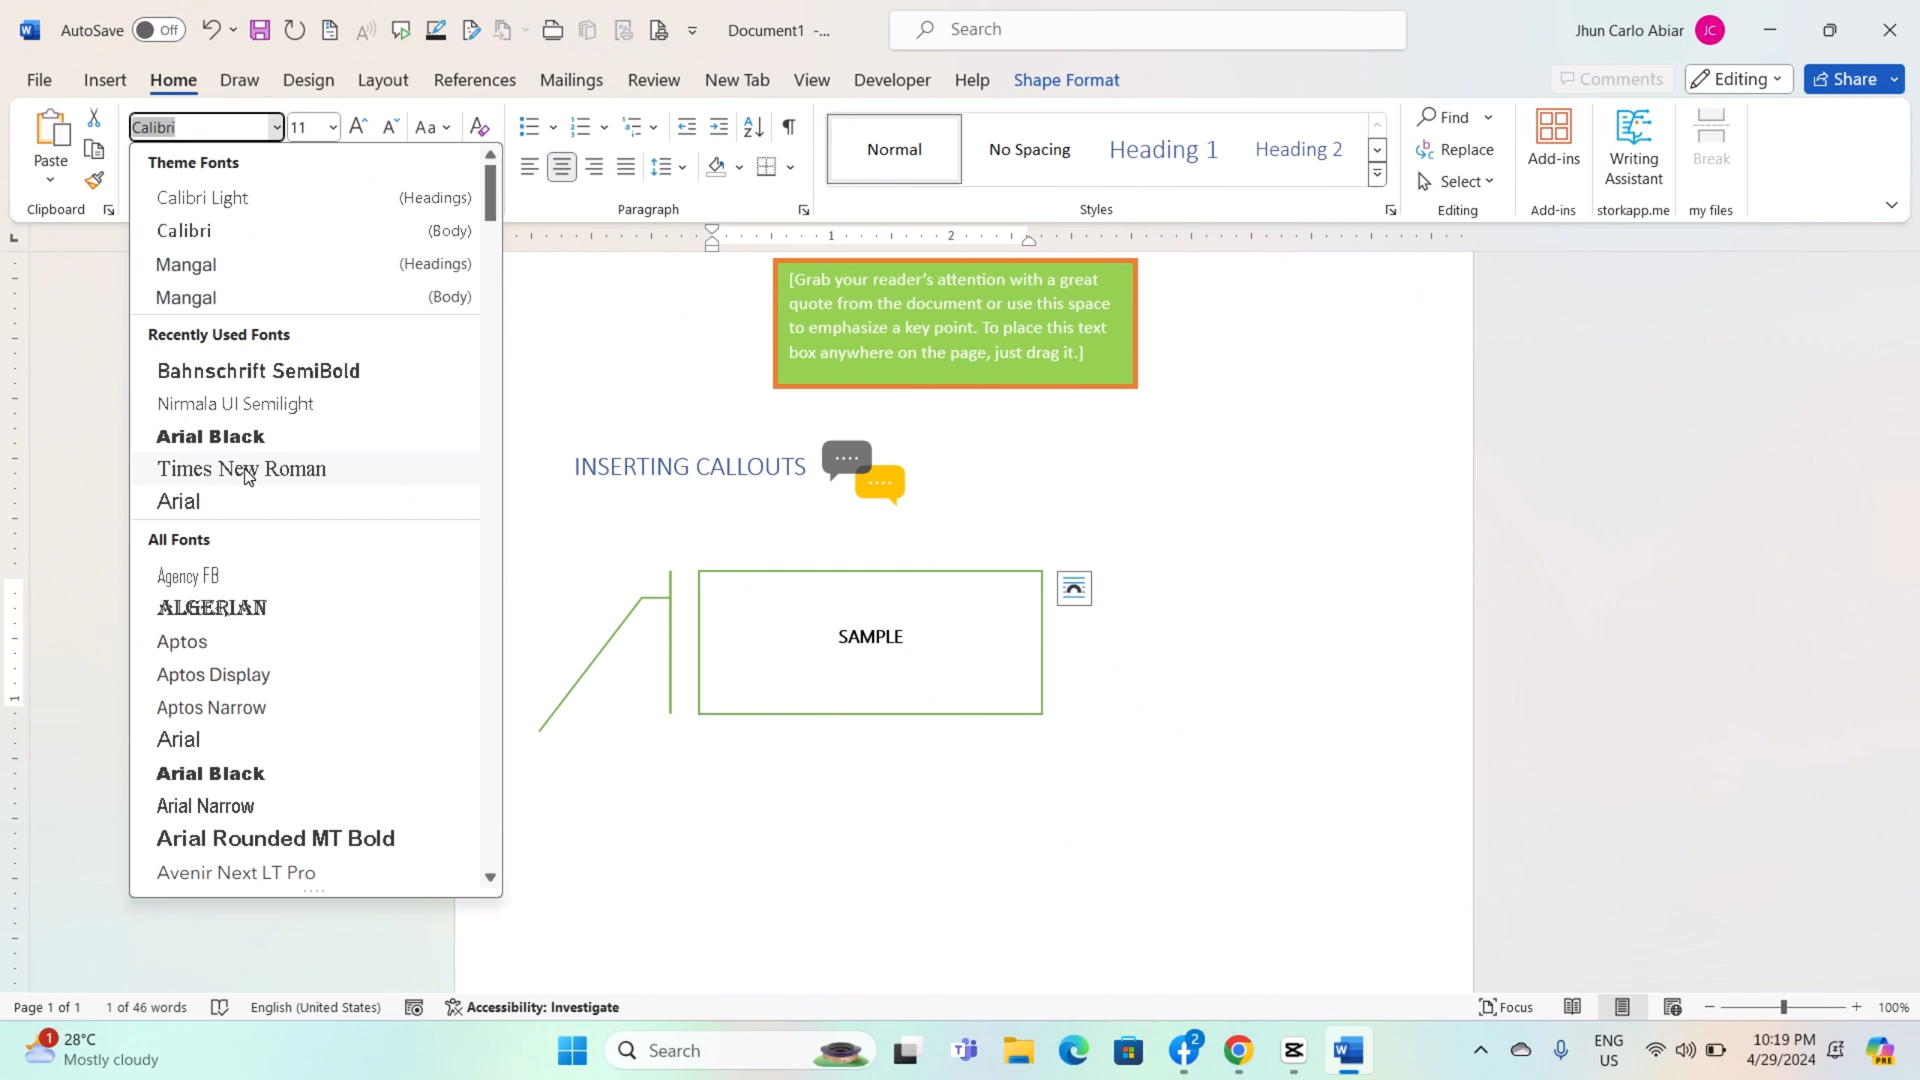 AutoSave Off Document1 -... Search Jhun Carlo Abiar JC
File Insert Home Draw Design Layout References Mailings Review New Tab View Developer Help Shape Format Comments Editing Share
Calibri 11 Aa
Paste
Clipboard
Paragraph
Normal No Spacing Heading 1 Heading 2
Styles
Find
Replace
Select
Editing
Add-ins
Add-ins
Writing
Assistant
storkapp.me
Break
my files
Theme Fonts
Calibri Light (Headings)
Calibri (Body)
Mangal (Headings)
Mangal (Body)
Recently Used Fonts
Bahnschrift SemiBold
Nirmala UI Semilight
Arial Black
Times New Roman
Arial
All Fonts
Agency FB
ALGERIAN
Aptos
Aptos Display
Aptos Narrow
Arial
Arial Black
Arial Narrow
Arial Rounded MT Bold
Avenir Next LT Pro
1 2
[Grab your reader's attention with a great
quote from the document or use this space
to emphasize a key point. To place this text
box anywhere on the page, just drag it.]
INSERTING CALLOUTS
SAMPLE
1
Page 1 of 1 1 of 46 words English (United States) Accessibility: Investigate Focus 100%
1 28°C
Mostly cloudy
Search
2
ENG
US
10:19 PM
4/29/2024
PRE